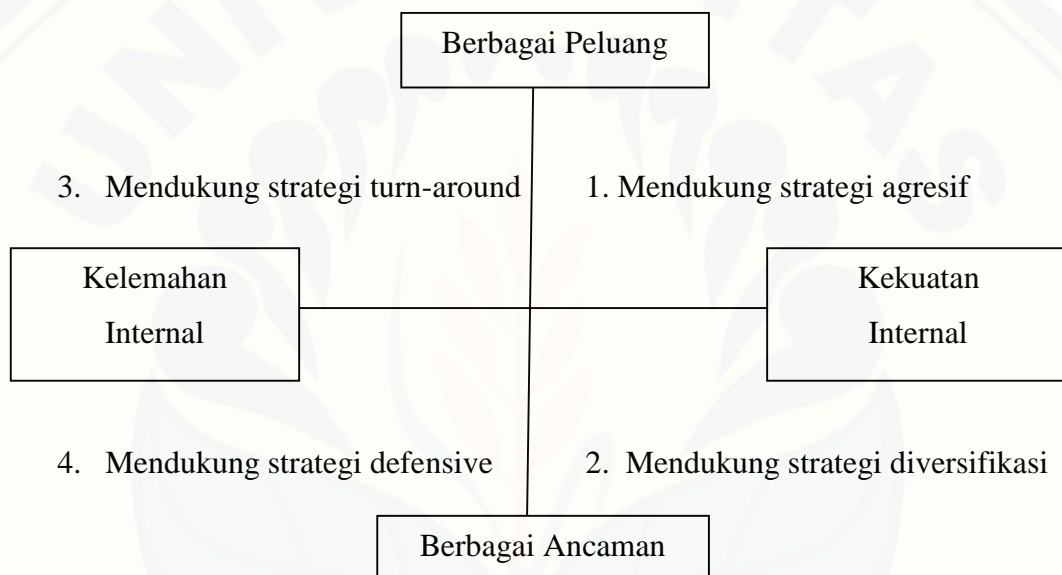 Berbagai Peluang
3. Mendukung strategi turn-around
1. Mendukung strategi agresif
Kelemahan
Internal
Kekuatan
Internal
4. Mendukung strategi defensive
2. Mendukung strategi diversifikasi
Berbagai Ancaman